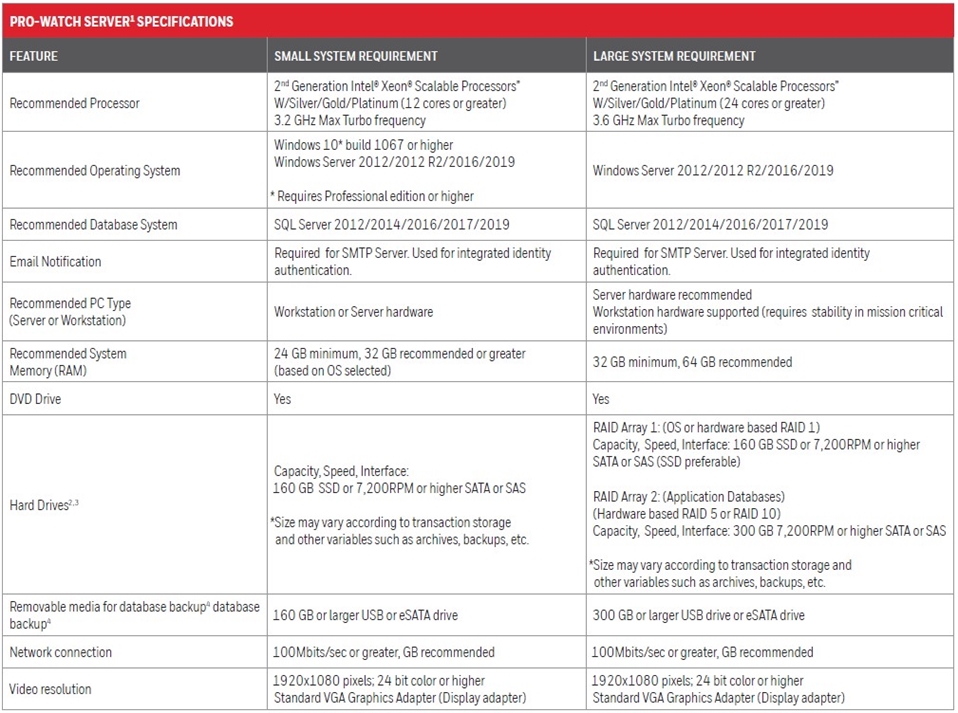 PRO-WATCH SERVER¹ SPECIFICATIONS
FEATURE
SMALL SYSTEM REQUIREMENT
LARGE SYSTEM REQUIREMENT
Recommended Processor
2nd Generation Intel® Xeon® Scalable Processors*
W/Silver/Gold/Platinum (12 cores or greater)
3.2 GHz Max Turbo frequency
2nd Generation Intel® Xeon® Scalable Processors*
W/Silver/Gold/Platinum (24 cores or greater)
3.6 GHz Max Turbo frequency
Recommended Operating System
Windows 10* build 1067 or higher
Windows Server 2012/2012 R2/2016/2019
* Requires Professional edition or higher
Windows Server 2012/2012 R2/2016/2019
Recommended Database System
SQL Server 2012/2014/2016/2017/2019
SQL Server 2012/2014/2016/2017/2019
Email Notification
Required for SMTP Server. Used for integrated identity
authentication.
Required for SMTP Server. Used for integrated identity
authentication.
Recommended PC Type
(Server or Workstation)
Workstation or Server hardware
Server hardware recommended
Workstation hardware supported (requires stability in mission critical
environments)
Recommended System
Memory (RAM)
24 GB minimum, 32 GB recommended or greater
(based on OS selected)
32 GB minimum, 64 GB recommended
DVD Drive
Yes
Yes
Hard Drives²,³
Capacity, Speed, Interface:
160 GB SSD or 7,200RPM or higher SATA or SAS
*Size may vary according to transaction storage
and other variables such as archives, backups, etc.
RAID Array 1: (OS or hardware based RAID 1)
Capacity, Speed, Interface: 160 GB SSD or 7,200RPM or higher
SATA or SAS (SSD preferable)
RAID Array 2: (Application Databases)
(Hardware based RAID 5 or RAID 10)
Capacity, Speed, Interface: 300 GB 7,200RPM or higher SATA or SAS
*Size may vary according to transaction storage and
other variables such as archives, backups, etc.
Removable media for database backup⁴ database
backup⁴
160 GB or larger USB or eSATA drive
300 GB or larger USB drive or eSATA drive
Network connection
100Mbits/sec or greater, GB recommended
100Mbits/sec or greater, GB recommended
Video resolution
1920x1080 pixels; 24 bit color or higher
Standard VGA Graphics Adapter (Display adapter)
1920x1080 pixels; 24 bit color or higher
Standard VGA Graphics Adapter (Display adapter)